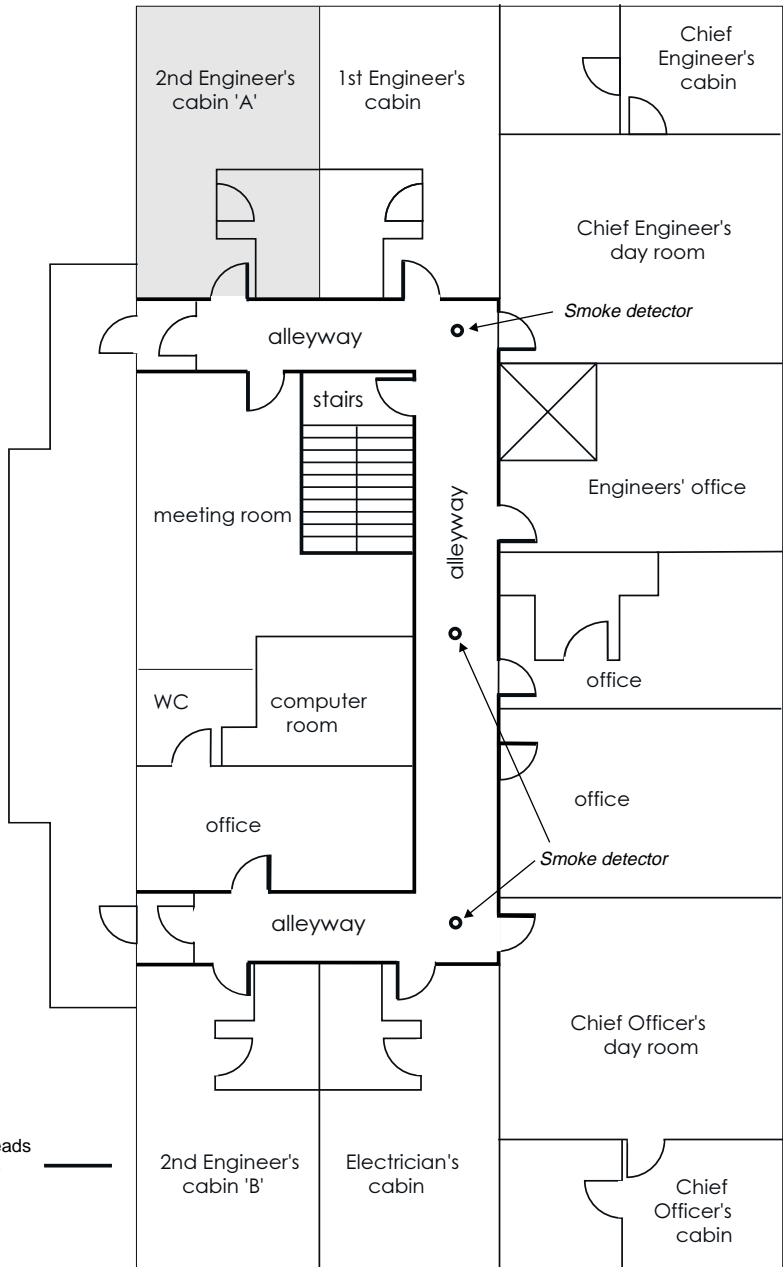 2nd Engineer's
cabin 'A'
1st Engineer's
cabin
Chief
Engineer's
cabin
Chief Engineer's
day room
Smoke detector
alleyway
stairs
meeting room
alleyway
Engineers' office
office
WC
computer
room
office
office
Smoke detector
alleyway
Chief Officer's
day room
2nd Engineer's
cabin 'B'
Electrician's
cabin
Chief
Officer's
cabin